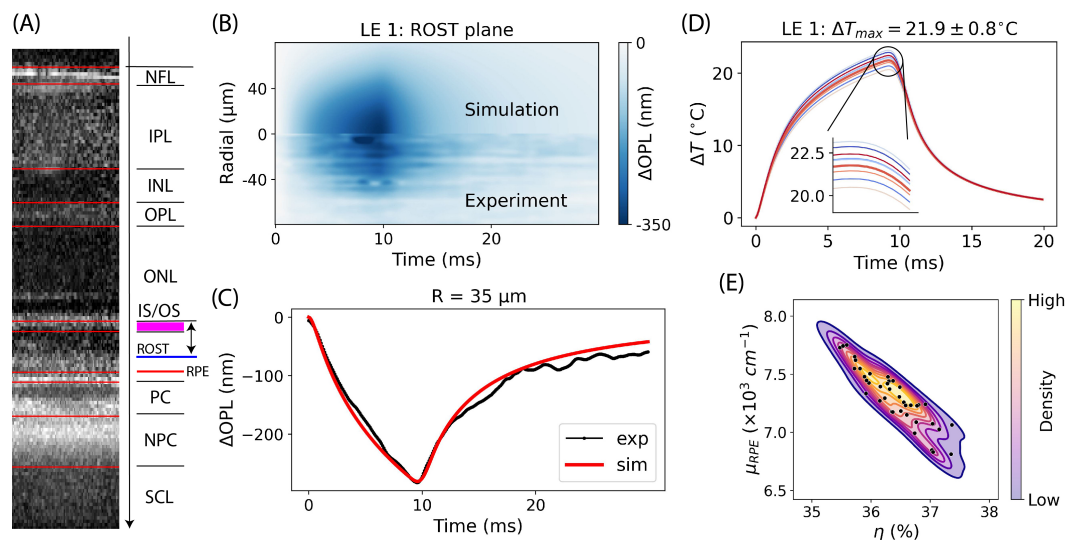 (A)
NFL
IPL
INL
OPL
ONL
IS/OS
ROST
RPE
PC
NPC
SCL
(B)
LE 1: ROST plane
Radial (μm)
40
0
-40
Simulation
Experiment
0
10
20
Time (ms)
0
-350
ΔOPL (nm)
(C)
R = 35 μm
ΔOPL (nm)
0
−100
−200
exp
sim
0
10
20
Time (ms)
(D)
LE 1: ΔT_max = 21.9 ± 0.8°C
ΔT (°C)
20
10
0
22.5
20.0
0
5
10
15
20
Time (ms)
(E)
μ_RPE (×10³ cm⁻¹)
8.0
7.5
7.0
6.5
35
36
37
38
η (%)
High
Low
Density